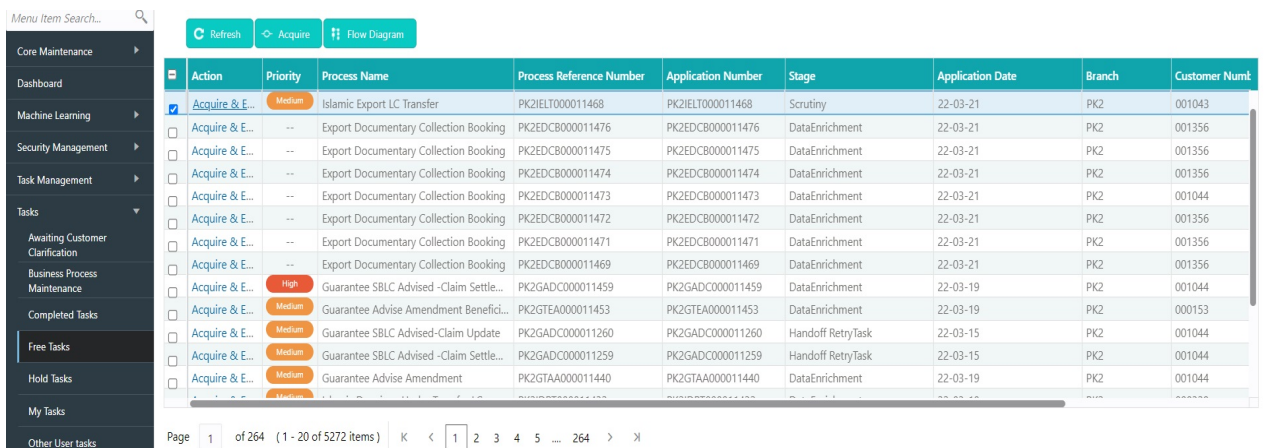 Menu Item Search...
Core Maintenance
Dashboard
Machine Learning
Security Management
Task Management
Tasks
Awaiting Customer
Clarification
Business Process
Maintenance
Completed Tasks
Free Tasks
Hold Tasks
My Tasks
Other User tasks
Refresh Acquire Flow Diagram
Action Priority Process Name Process Reference Number Application Number Stage Application Date Branch Customer Numb
Acquire & E... Medium Islamic Export LC Transfer PK2IELT000011468 PK2IELT000011468 Scrutiny 22-03-21 PK2 001043
Acquire & E... -- Export Documentary Collection Booking PK2EDCB000011476 PK2EDCB000011476 DataEnrichment 22-03-21 PK2 001356
Acquire & E... -- Export Documentary Collection Booking PK2EDCB000011475 PK2EDCB000011475 DataEnrichment 22-03-21 PK2 001356
Acquire & E... -- Export Documentary Collection Booking PK2EDCB000011474 PK2EDCB000011474 DataEnrichment 22-03-21 PK2 001356
Acquire & E... -- Export Documentary Collection Booking PK2EDCB000011473 PK2EDCB000011473 DataEnrichment 22-03-21 PK2 001044
Acquire & E... -- Export Documentary Collection Booking PK2EDCB000011472 PK2EDCB000011472 DataEnrichment 22-03-21 PK2 001356
Acquire & E... -- Export Documentary Collection Booking PK2EDCB000011471 PK2EDCB000011471 DataEnrichment 22-03-21 PK2 001356
Acquire & E... -- Export Documentary Collection Booking PK2EDCB000011469 PK2EDCB000011469 DataEnrichment 22-03-21 PK2 001356
Acquire & E... High Guarantee SBLC Advised -Claim Settle... PK2GADC000011459 PK2GADC000011459 DataEnrichment 22-03-19 PK2 001044
Acquire & E... Medium Guarantee Advise Amendment Benefici... PK2GTEA000011453 PK2GTEA000011453 DataEnrichment 22-03-19 PK2 000153
Acquire & E... Medium Guarantee SBLC Advised-Claim Update PK2GADC000011260 PK2GADC000011260 Handoff RetryTask 22-03-15 PK2 001044
Acquire & E... Medium Guarantee SBLC Advised -Claim Settle... PK2GADC000011259 PK2GADC000011259 Handoff RetryTask 22-03-15 PK2 001044
Acquire & E... Medium Guarantee Advise Amendment PK2GTAA000011440 PK2GTAA000011440 DataEnrichment 22-03-19 PK2 001044
Page 1 of 264 (1 - 20 of 5272 items) K < 1 2 3 4 5 ... 264 >